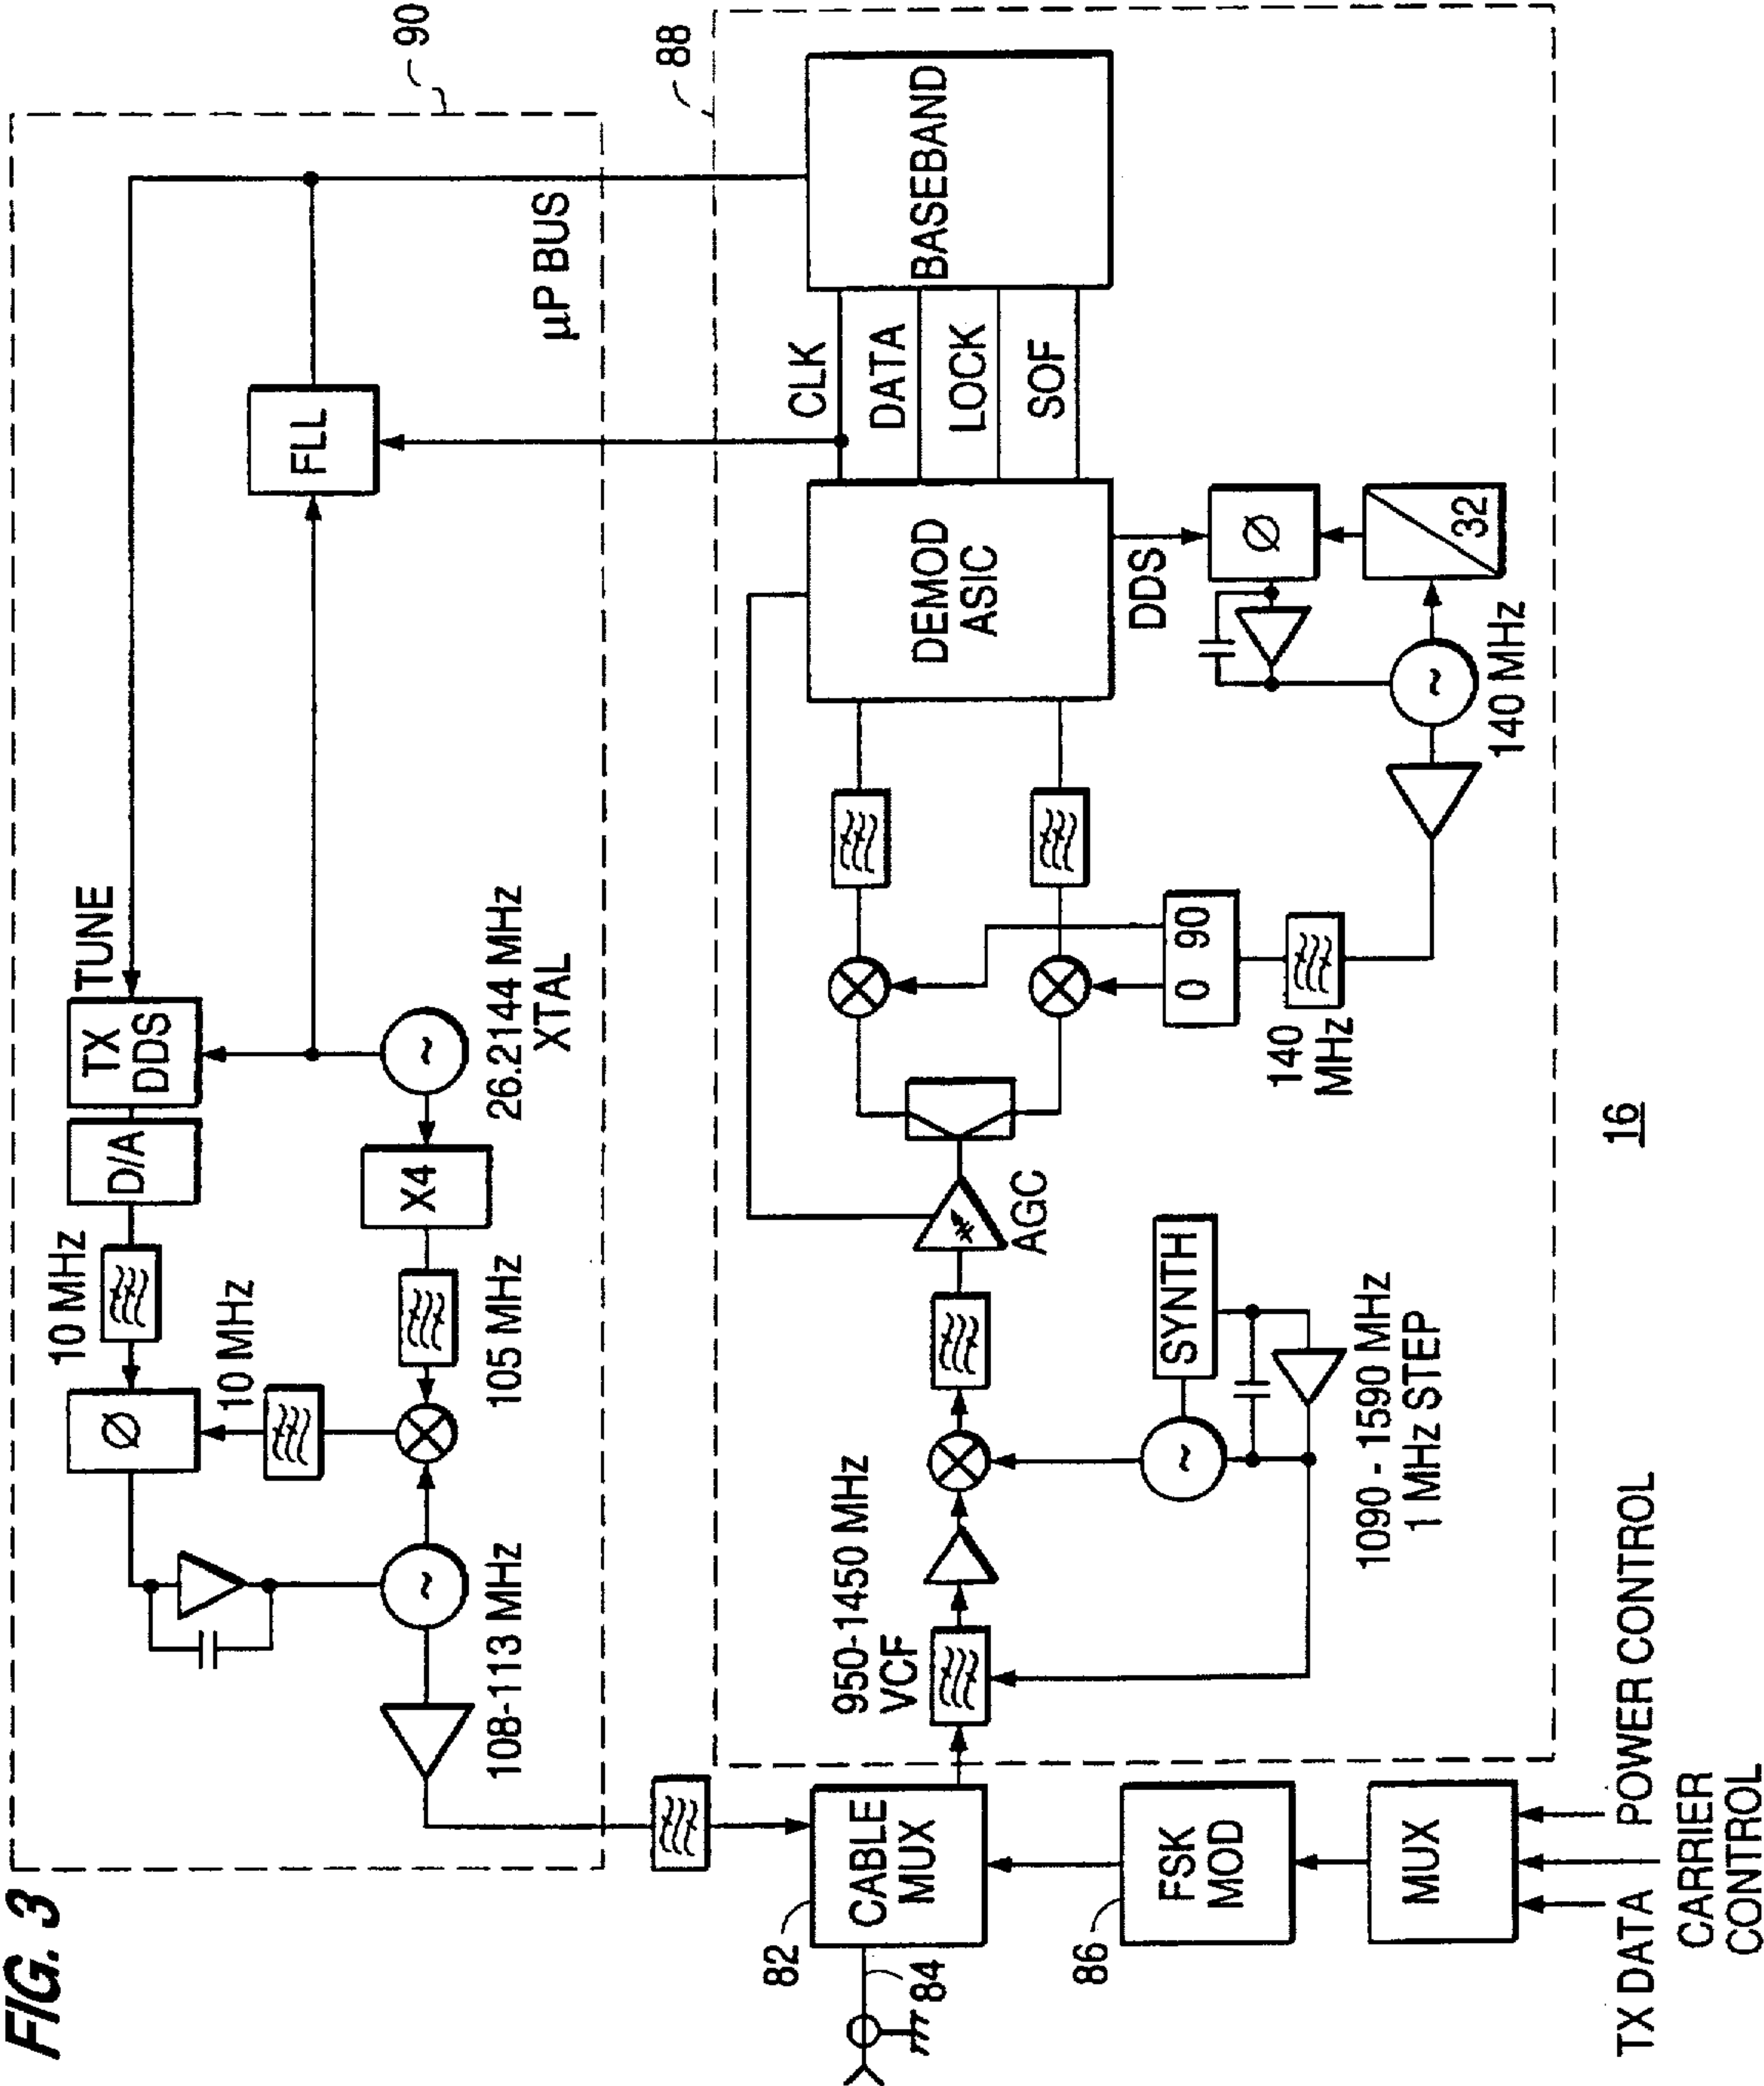 FIG. 3
90
TUNE
TX
DDS
D/A
10 MHz
Ø
10 MHz
FLL
µP BUS
26.2144 MHz
XTAL
X4
105 MHz
~
~
108-113 MHz
88
BASEBAND
CLK
DATA
LOCK
SOF
DEMOD
ASIC
DDS
Ø
32
~
140 MHz
0 90
140
MHz
AGC
SYNTH
~
1090 - 1590 MHz
1 MHz STEP
950-1450 MHz
VCF
82
CABLE
MUX
84
86
FSK
MOD
MUX
TX DATA
CARRIER
CONTROL
POWER CONTROL
16